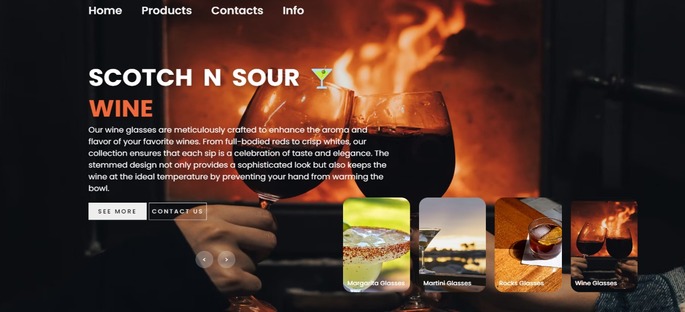 Home Products Contacts Info
SCOTCH N SOUR
WINE
Our wine glasses are meticulously crafted to enhance the aroma and
flavor of your favorite wines. From full-bodied reds to crisp whites, our
collection ensures that each sip is a celebration of taste and elegance. The
stemmed design not only provides a sophisticated look but also keeps the
wine at the ideal temperature by preventing your hand from warming the
bowl.
SEE MORE CONTACT US
< >
Margarita Glasses Martini Glasses Rocks Glasses Wine Glasses